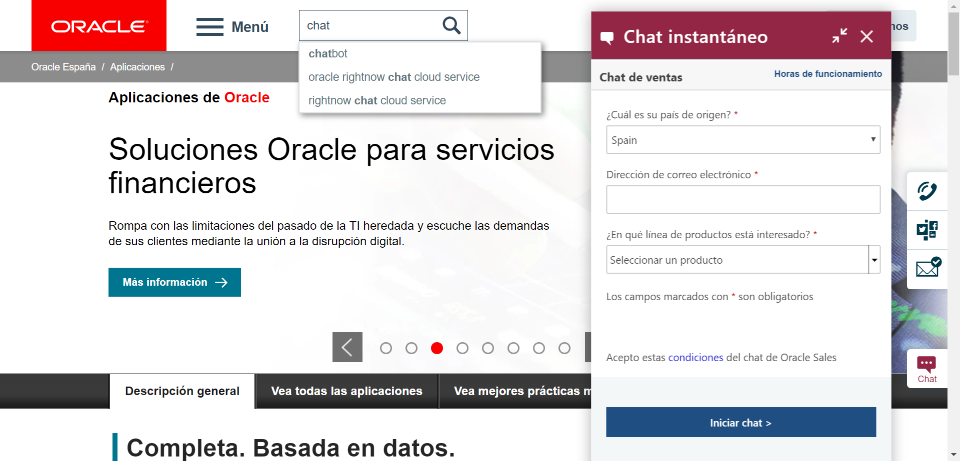 ORACLE
Menú
chat
chatbot
oracle rightnow chat cloud service
rightnow chat cloud service
Oracle España / Aplicaciones /
Aplicaciones de Oracle
Soluciones Oracle para servicios
financieros
Rompa con las limitaciones del pasado de la TI heredada y escuche las demandas
de sus clientes mediante la unión a la disrupción digital.
Más información
Descripción general
Vea todas las aplicaciones
Vea mejores prácticas
Completa. Basada en datos.
Chat instantáneo
Chat de ventas
Horas de funcionamiento
¿Cuál es su país de origen? *
Spain
Dirección de correo electrónico *
¿En qué línea de productos está interesado? *
Seleccionar un producto
Los campos marcados con * son obligatorios
Acepto estas condiciones del chat de Oracle Sales
Iniciar chat >
Chat